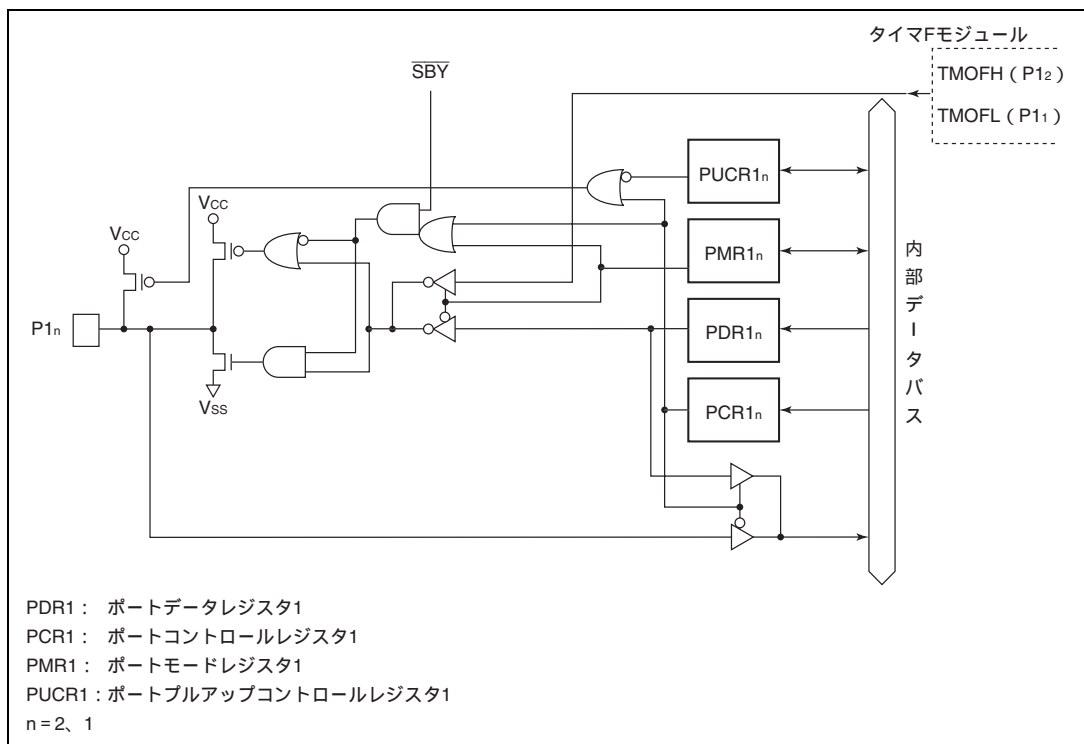 タイマFモジュール
TMOFH ( P12 )
TMOFL ( P11 )
SBY
PUCR1n
VCC
PMR1n
VCC
内部データバス
P1n
PDR1n
VSS
PCR1n
PDR1 : ポートデータレジスタ1
PCR1 : ポートコントロールレジスタ1
PMR1 : ポートモードレジスタ1
PUCR1 : ポートプルアップコントロールレジスタ1
n = 2、1